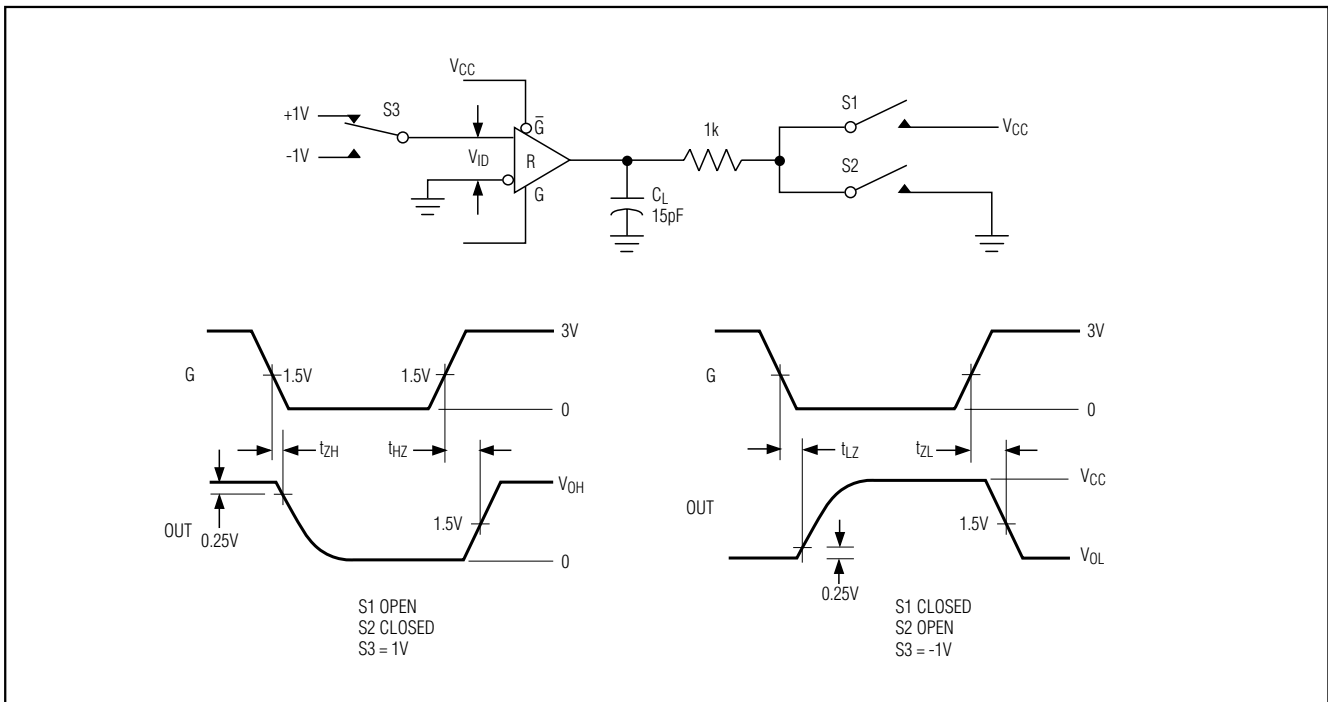 VCC
+1V
S3
-1V
VID
G̅
R
G
CL
15pF
1k
S1
VCC
S2
3V
G
1.5V
1.5V
0
tZH
tHZ
VOH
OUT
0.25V
1.5V
0
S1 OPEN
S2 CLOSED
S3 = 1V
3V
G
0
tLZ
tZL
VCC
OUT
1.5V
VOL
0.25V
S1 CLOSED
S2 OPEN
S3 = -1V